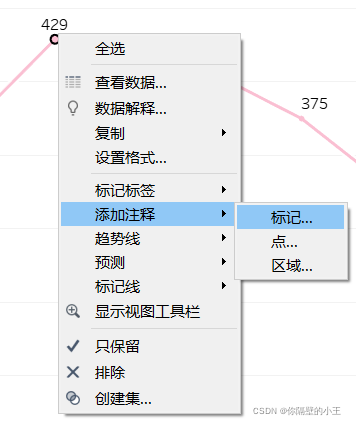 429
全选
查看数据...
375
数据解释...
复制
设置格式...
标记标签
添加注释
标记...
趋势线
点...
预测
区域...
标记线
显示视图工具栏
只保留
排除
创建集...
CSDN @你隔壁的小王